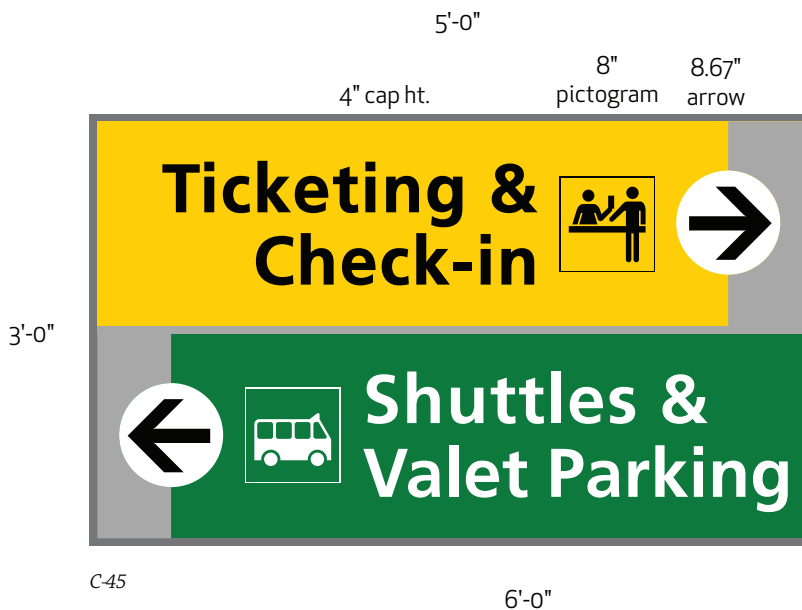 5'-0"
4" cap ht.
8"
pictogram
8.67"
arrow
Ticketing &
Check-in
3'-0"
Shuttles &
Valet Parking
C-45
6'-0"